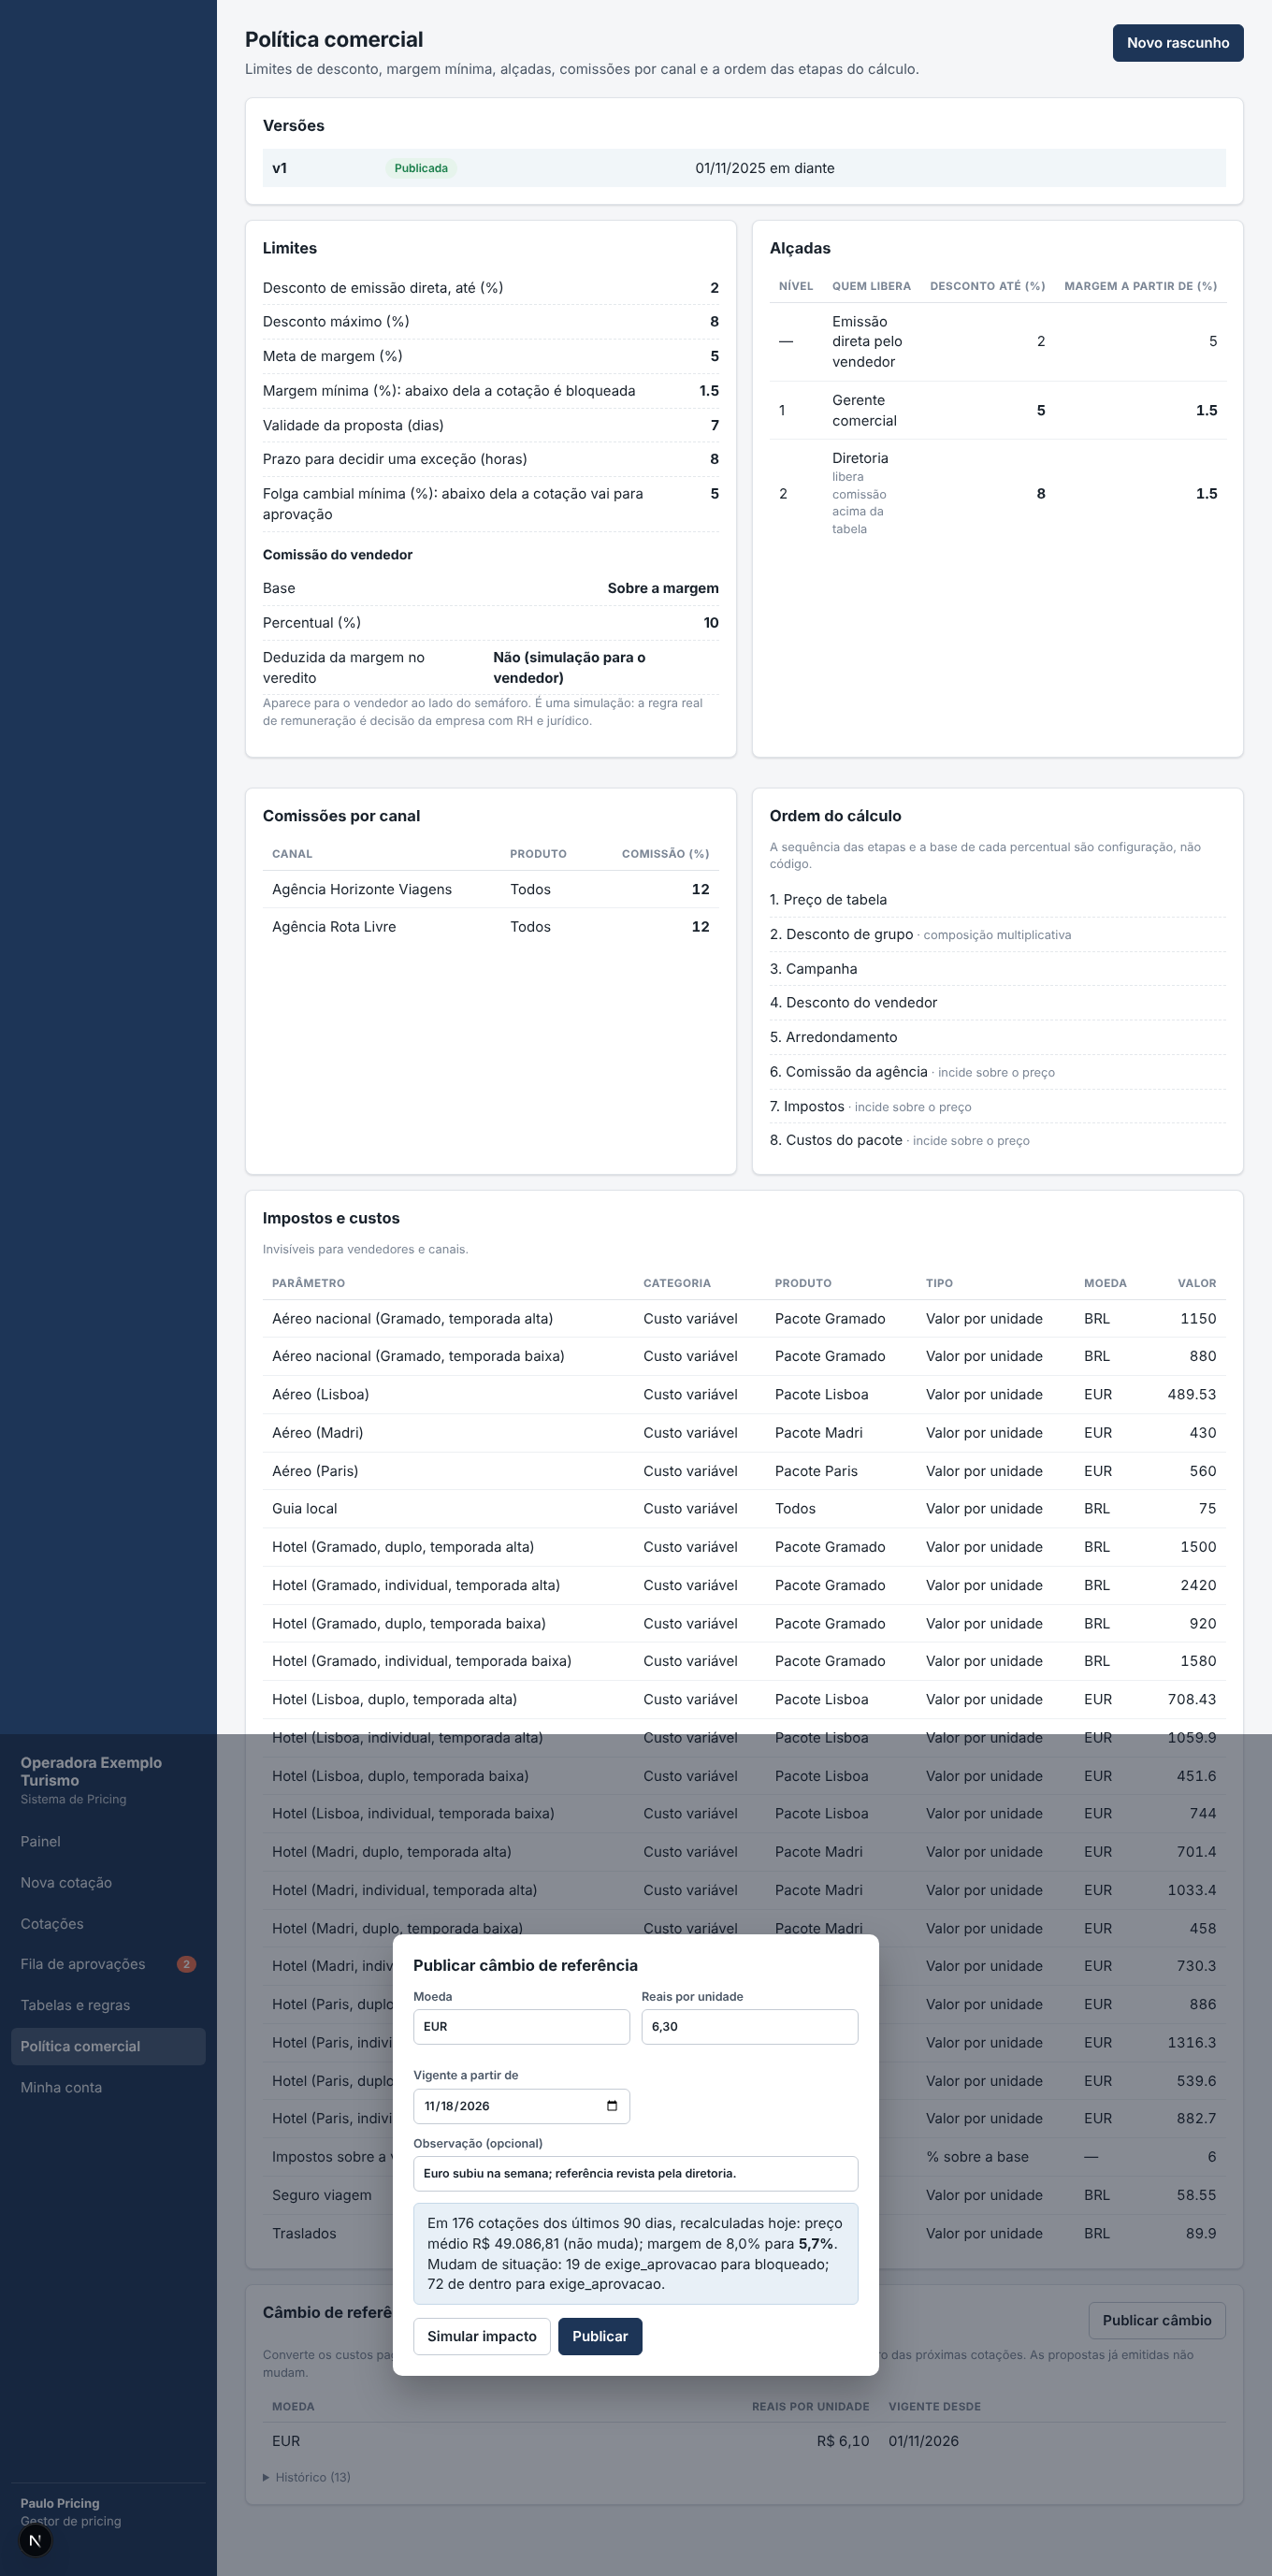 Política comercial
Novo rascunho
Limites de desconto, margem mínima, alçadas, comissões por canal e a ordem das etapas do cálculo.
Versões
v1 Publicada 01/11/2025 em diante
Limites
Desconto de emissão direta, até (%) 2
Desconto máximo (%) 8
Meta de margem (%) 5
Margem mínima (%): abaixo dela a cotação é bloqueada 1.5
Validade da proposta (dias) 7
Prazo para decidir uma exceção (horas) 8
Folga cambial mínima (%): abaixo dela a cotação vai para 5
aprovação
Comissão do vendedor
Base Sobre a margem
Percentual (%) 10
Deduzida da margem no Não (simulação para o
veredito vendedor)
Aparece para o vendedor ao lado do semáforo. É uma simulação: a regra real
de remuneração é decisão da empresa com RH e jurídico.
Alçadas
NÍVEL QUEM LIBERA DESCONTO ATÉ (%) MARGEM A PARTIR DE (%)
Emissão
— direta pelo 2 5
vendedor
1 Gerente 5 1.5
comercial
Diretoria
libera
2 comissão 8 1.5
acima da
tabela
Comissões por canal
CANAL PRODUTO COMISSÃO (%)
Agência Horizonte Viagens Todos 12
Agência Rota Livre Todos 12
Ordem do cálculo
A sequência das etapas e a base de cada percentual são configuração, não
código.
1. Preço de tabela
2. Desconto de grupo · composição multiplicativa
3. Campanha
4. Desconto do vendedor
5. Arredondamento
6. Comissão da agência · incide sobre o preço
7. Impostos · incide sobre o preço
8. Custos do pacote · incide sobre o preço
Impostos e custos
Invisíveis para vendedores e canais.
PARÂMETRO CATEGORIA PRODUTO TIPO MOEDA VALOR
Aéreo nacional (Gramado, temporada alta) Custo variável Pacote Gramado Valor por unidade BRL 1150
Aéreo nacional (Gramado, temporada baixa) Custo variável Pacote Gramado Valor por unidade BRL 880
Aéreo (Lisboa) Custo variável Pacote Lisboa Valor por unidade EUR 489.53
Aéreo (Madri) Custo variável Pacote Madri Valor por unidade EUR 430
Aéreo (Paris) Custo variável Pacote Paris Valor por unidade EUR 560
Guia local Custo variável Todos Valor por unidade BRL 75
Hotel (Gramado, duplo, temporada alta) Custo variável Pacote Gramado Valor por unidade BRL 1500
Hotel (Gramado, individual, temporada alta) Custo variável Pacote Gramado Valor por unidade BRL 2420
Hotel (Gramado, duplo, temporada baixa) Custo variável Pacote Gramado Valor por unidade BRL 920
Hotel (Gramado, individual, temporada baixa) Custo variável Pacote Gramado Valor por unidade BRL 1580
Hotel (Lisboa, duplo, temporada alta) Custo variável Pacote Lisboa Valor por unidade EUR 708.43
Hotel (Lisboa, individual, temporada alta) Custo variável Pacote Lisboa Valor por unidade EUR 1059.9
Hotel (Lisboa, duplo, temporada baixa) Custo variável Pacote Lisboa Valor por unidade EUR 451.6
Hotel (Lisboa, individual, temporada baixa) Custo variável Pacote Lisboa Valor por unidade EUR 744
Hotel (Madri, duplo, temporada alta) Custo variável Pacote Madri Valor por unidade EUR 701.4
Hotel (Madri, individual, temporada alta) Custo variável Pacote Madri Valor por unidade EUR 1033.4
Hotel (Madri, duplo, temporada baixa) Custo variável Pacote Madri Valor por unidade EUR 458
Hotel (Madri, Valor por unidade EUR 730.3
Hotel (Paris, Valor por unidade EUR 886
Hotel (Paris, Valor por unidade EUR 1316.3
Hotel (Paris, Valor por unidade EUR 539.6
Hotel (Paris, Valor por unidade EUR 882.7
Impostos sobre a % sobre a base — 6
Seguro viagem Valor por unidade BRL 58.55
Traslados Valor por unidade BRL 89.9
Câmbio de
Publicar câmbio
Converte os custos das próximas cotações. As propostas já emitidas não
mudam.
MOEDA REAIS POR UNIDADE VIGENTE DESDE
EUR R$ 6,10 01/11/2026
Histórico (13)
Operadora Exemplo
Turismo
Sistema de Pricing
Painel
Nova cotação
Cotações
Fila de aprovações 2
Tabelas e regras
Política comercial
Minha conta
Paulo Pricing
Gestor de pricing
N
Publicar câmbio de referência
Moeda Reais por unidade
EUR 6,30
Vigente a partir de
11/18/2026
Observação (opcional)
Euro subiu na semana; referência revista pela diretoria.
Em 176 cotações dos últimos 90 dias, recalculadas hoje: preço
médio R$ 49.086,81 (não muda); margem de 8,0% para 5,7%.
Mudam de situação: 19 de exige_aprovacao para bloqueado;
72 de dentro para exige_aprovacao.
Simular impacto Publicar